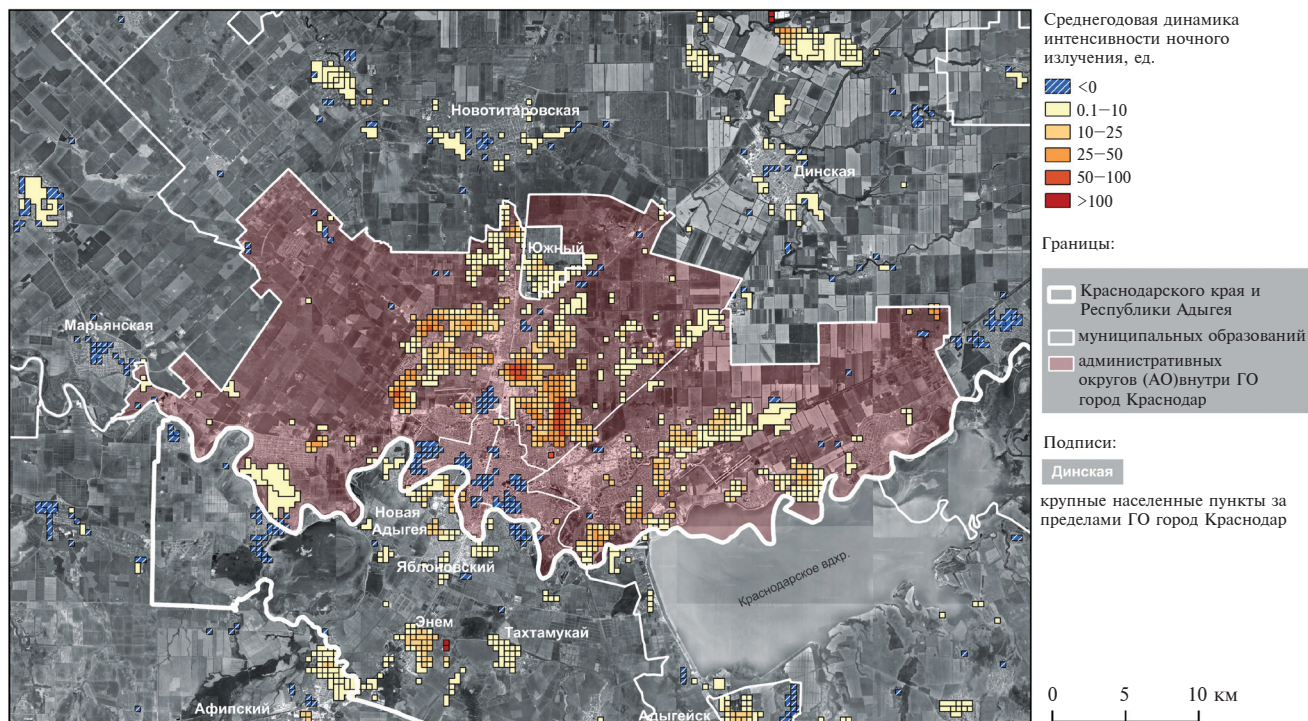 Новотитаровская
Динская
Южный
Марьянская
Новая
Адыгея
Яблоновский
Краснодарское вдхр.
Энем
Тахтамукай
Афипский
Адыгейск
Среднегодовая динамика
интенсивности ночного
излучения, ед.
<0
0.1–10
10–25
25–50
50–100
>100
Границы:
Краснодарского края и
Республики Адыгея
муниципальных образований
административных
округов (АО)внутри ГО
город Краснодар
Подписи:
Динская
крупные населенные пункты за
пределами ГО город Краснодар
0 5 10 км